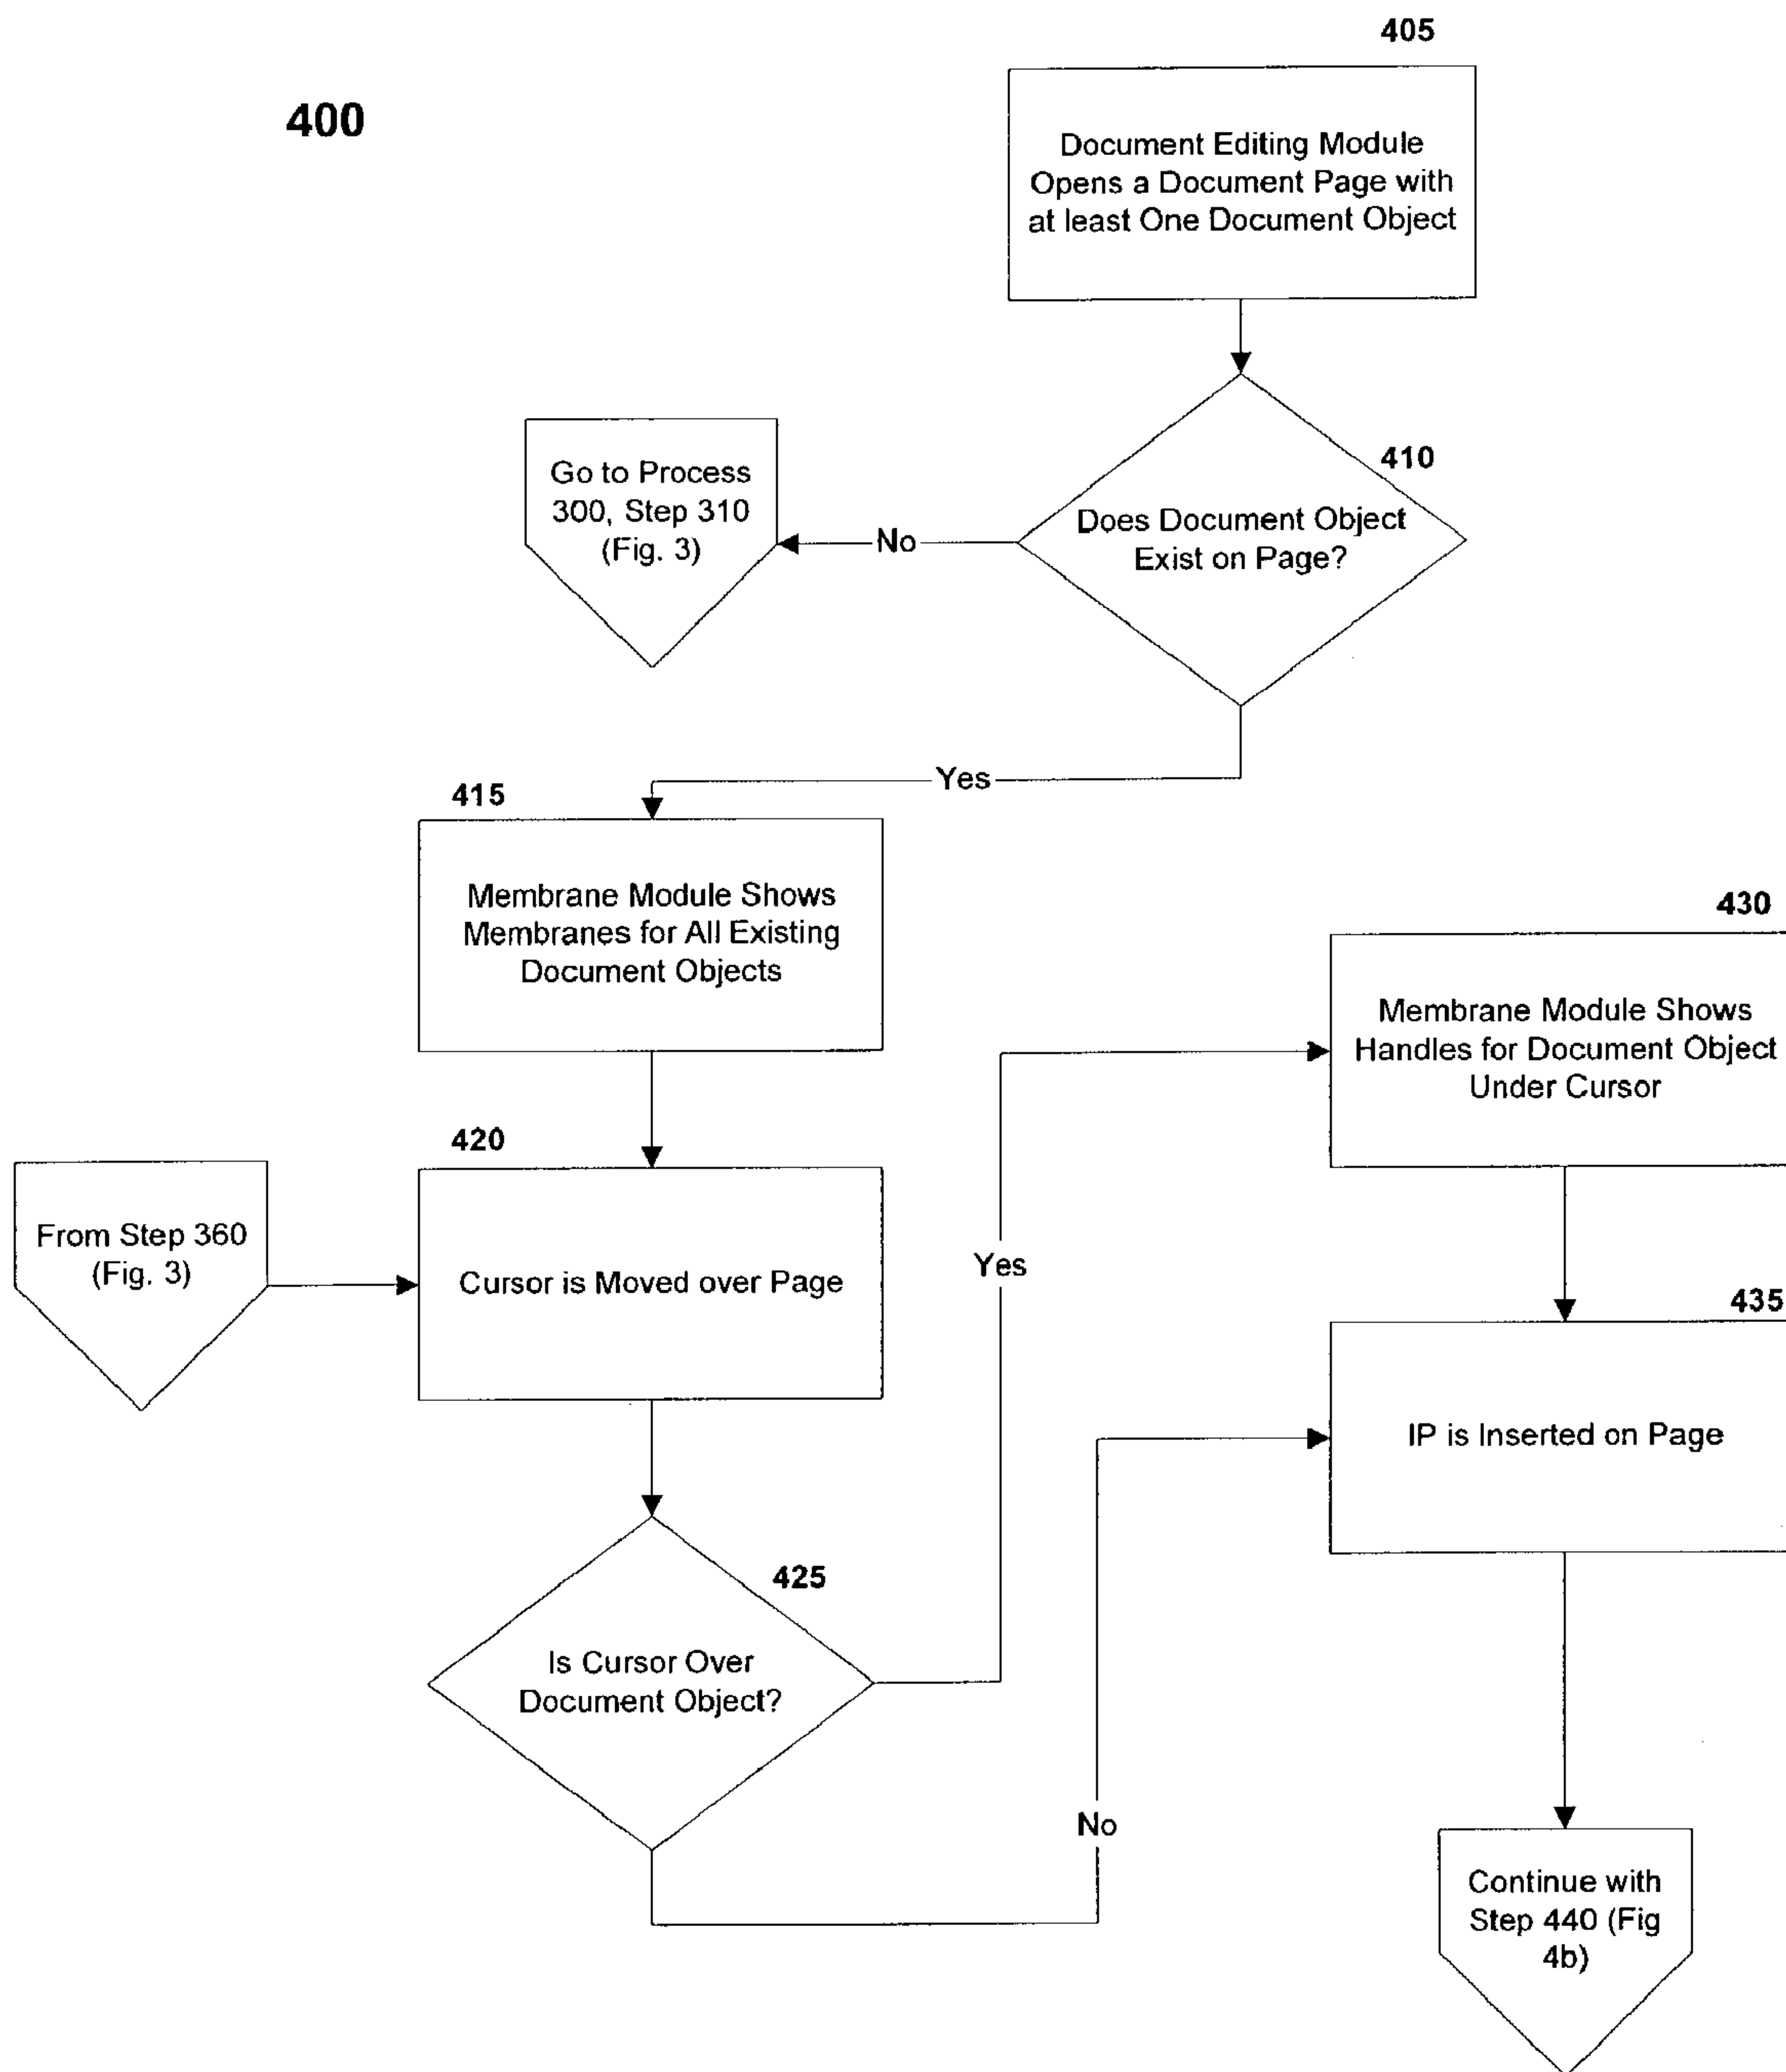 405
400
Document Editing Module
Opens a Document Page with
at least One Document Object
410
Go to Process
300, Step 310
(Fig. 3)
No
Does Document Object
Exist on Page?
Yes
415
Membrane Module Shows
Membranes for All Existing
Document Objects
430
Membrane Module Shows
Handles for Document Object
Under Cursor
420
From Step 360
(Fig. 3)
Cursor is Moved over Page
Yes
435
IP is Inserted on Page
425
Is Cursor Over
Document Object?
No
Continue with
Step 440 (Fig
4b)